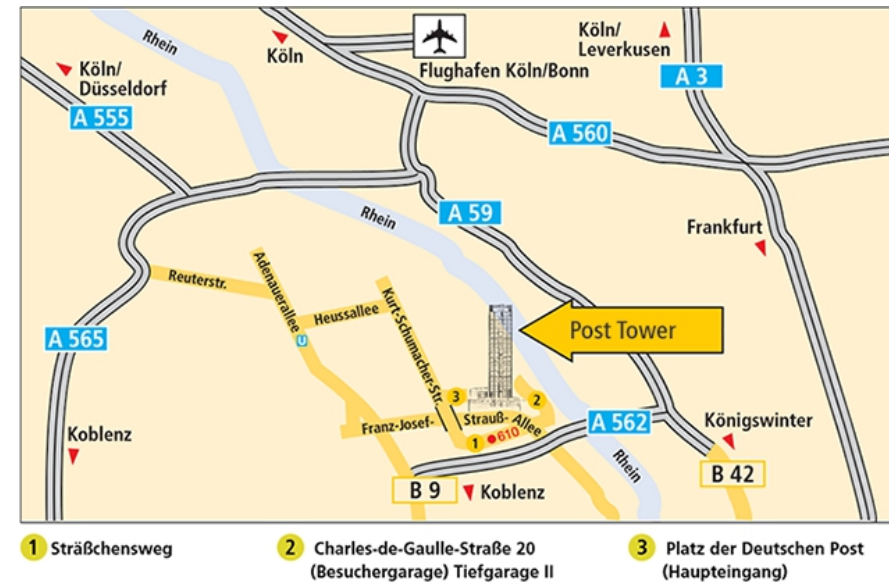 Rhein
Köln
Köln/
Leverkusen
Flughafen Köln/Bonn
Köln/
Düsseldorf
A 3
A 555
A 560
Rhein
A 59
Frankfurt
Reuterstr.
Adenauerallee
Heussallee
Kurt-Schumacher-Str.
U
Post Tower
A 565
3
2
Franz-Josef-
Strauß-
Allee
A 562
Königswinter
Koblenz
1
610
Rhein
B 42
B 9
Koblenz
1 Sträßchensweg
2 Charles-de-Gaulle-Straße 20
(Besuchergarage) Tiefgarage II
3 Platz der Deutschen Post
(Haupteingang)